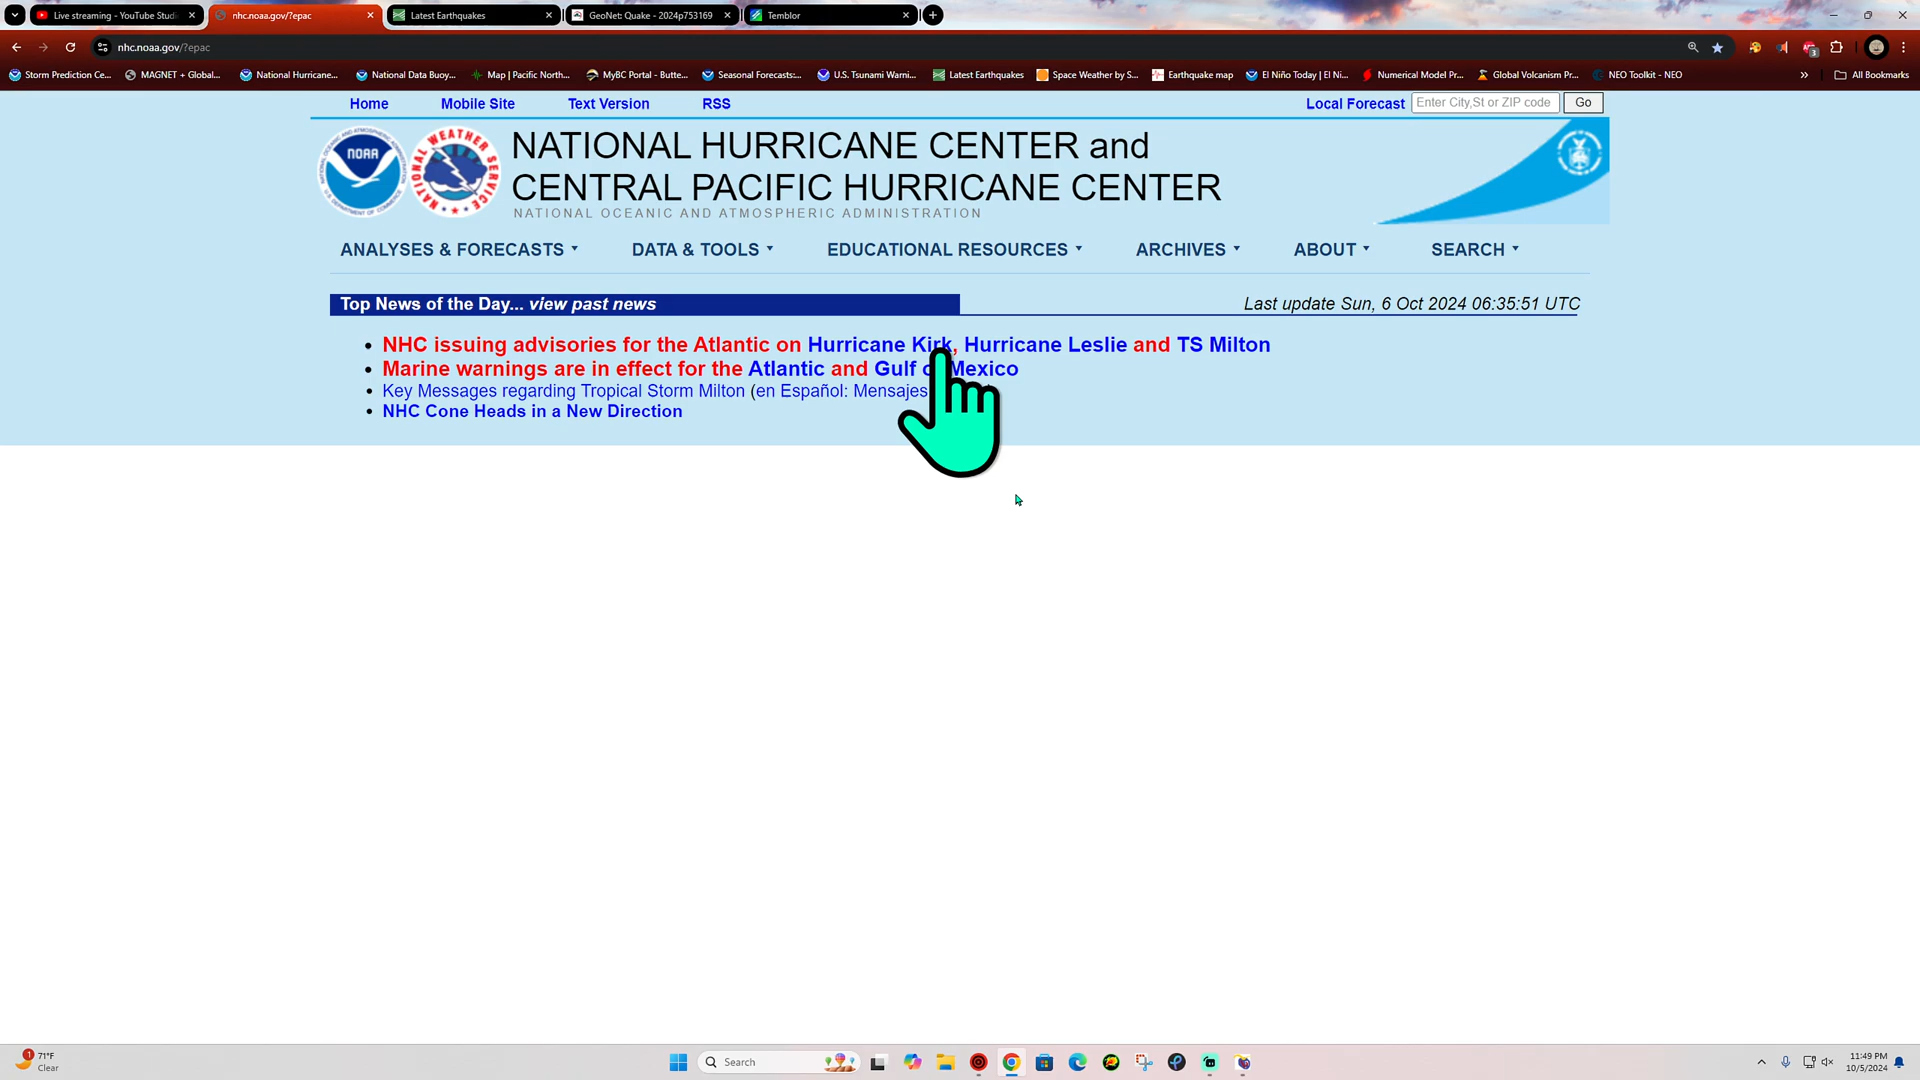 Live streaming - YouTube Studi
nhc.noaa.gov/?epac
Latest Earthquakes
GeoNet: Quake - 2024p753169
Temblor
nhc.noaa.gov/?epac
Storm Prediction Ce...
MAGNET + Global...
National Hurricane...
National Data Buoy...
Map | Pacific North...
MyBC Portal - Butte...
Seasonal Forecasts:...
U.S. Tsunami Warni...
Latest Earthquakes
Space Weather by S...
Earthquake map
El Niño Today | El Ni...
Numerical Model Pr...
Global Volcanism Pr...
NEO Toolkit - NEO
All Bookmarks
Home
Mobile Site
Text Version
RSS
Local Forecast
Enter City,St or ZIP code
Go
NOAA
NATIONAL WEATHER SERVICE
NATIONAL HURRICANE CENTER and
CENTRAL PACIFIC HURRICANE CENTER
NATIONAL OCEANIC AND ATMOSPHERIC ADMINISTRATION
ANALYSES & FORECASTS
DATA & TOOLS
EDUCATIONAL RESOURCES
ARCHIVES
ABOUT
SEARCH
Top News of the Day... view past news
Last update Sun, 6 Oct 2024 06:35:51 UTC
NHC issuing advisories for the Atlantic on Hurricane Kirk, Hurricane Leslie and TS Milton
Marine warnings are in effect for the Atlantic and Gulf o Mexico
Key Messages regarding Tropical Storm Milton (en Español: Mensajes
NHC Cone Heads in a New Direction
1
71°F
Clear
Search
11:49 PM
10/5/2024